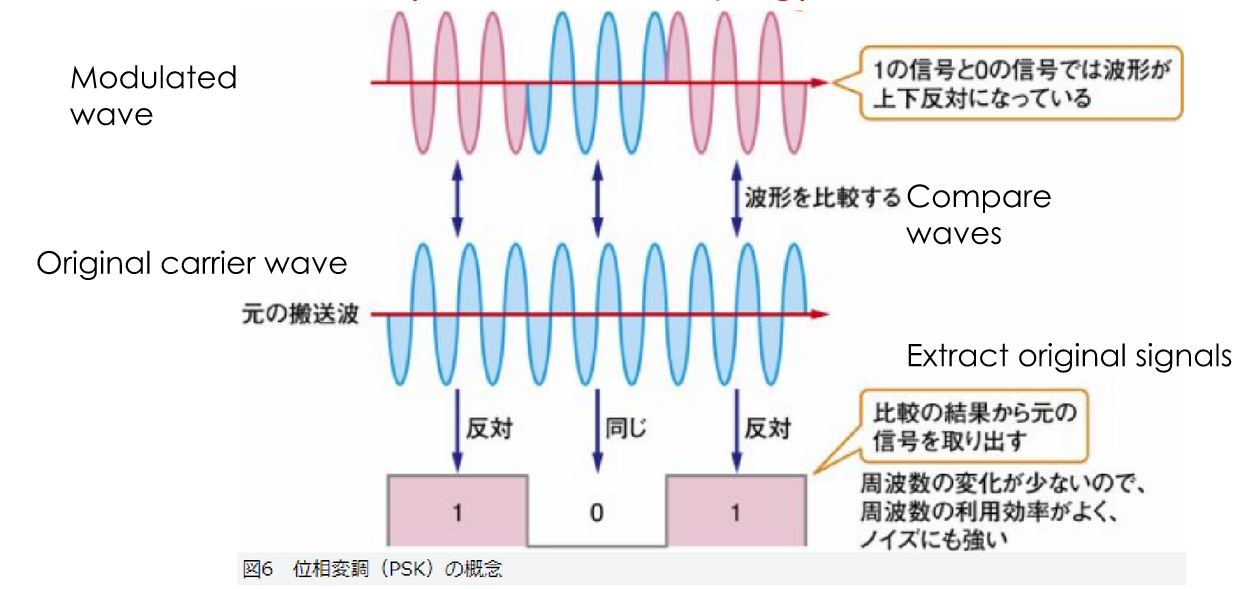 Modulated
wave
1の信号と0の信号では波形が
上下反対になっている
波形を比較する
Compare
waves
Original carrier wave
元の搬送波
Extract original signals
反対
同じ
反対
比較の結果から元の
信号を取り出す
1
0
1
周波数の変化が少ないので、
周波数の利用効率がよく、
ノイズにも強い
図6 位相変調（PSK）の概念